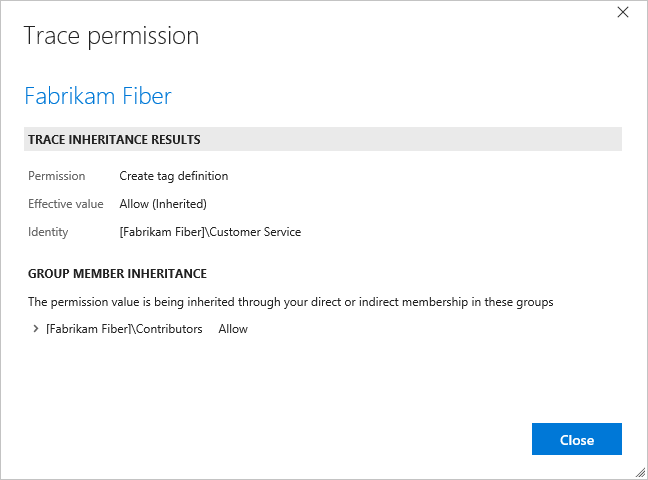 Trace permission
Fabrikam Fiber
TRACE INHERITANCE RESULTS
Permission Create tag definition
Effective value Allow (Inherited)
Identity [Fabrikam Fiber]\Customer Service
GROUP MEMBER INHERITANCE
The permission value is being inherited through your direct or indirect membership in these groups
[Fabrikam Fiber]\Contributors Allow
Close